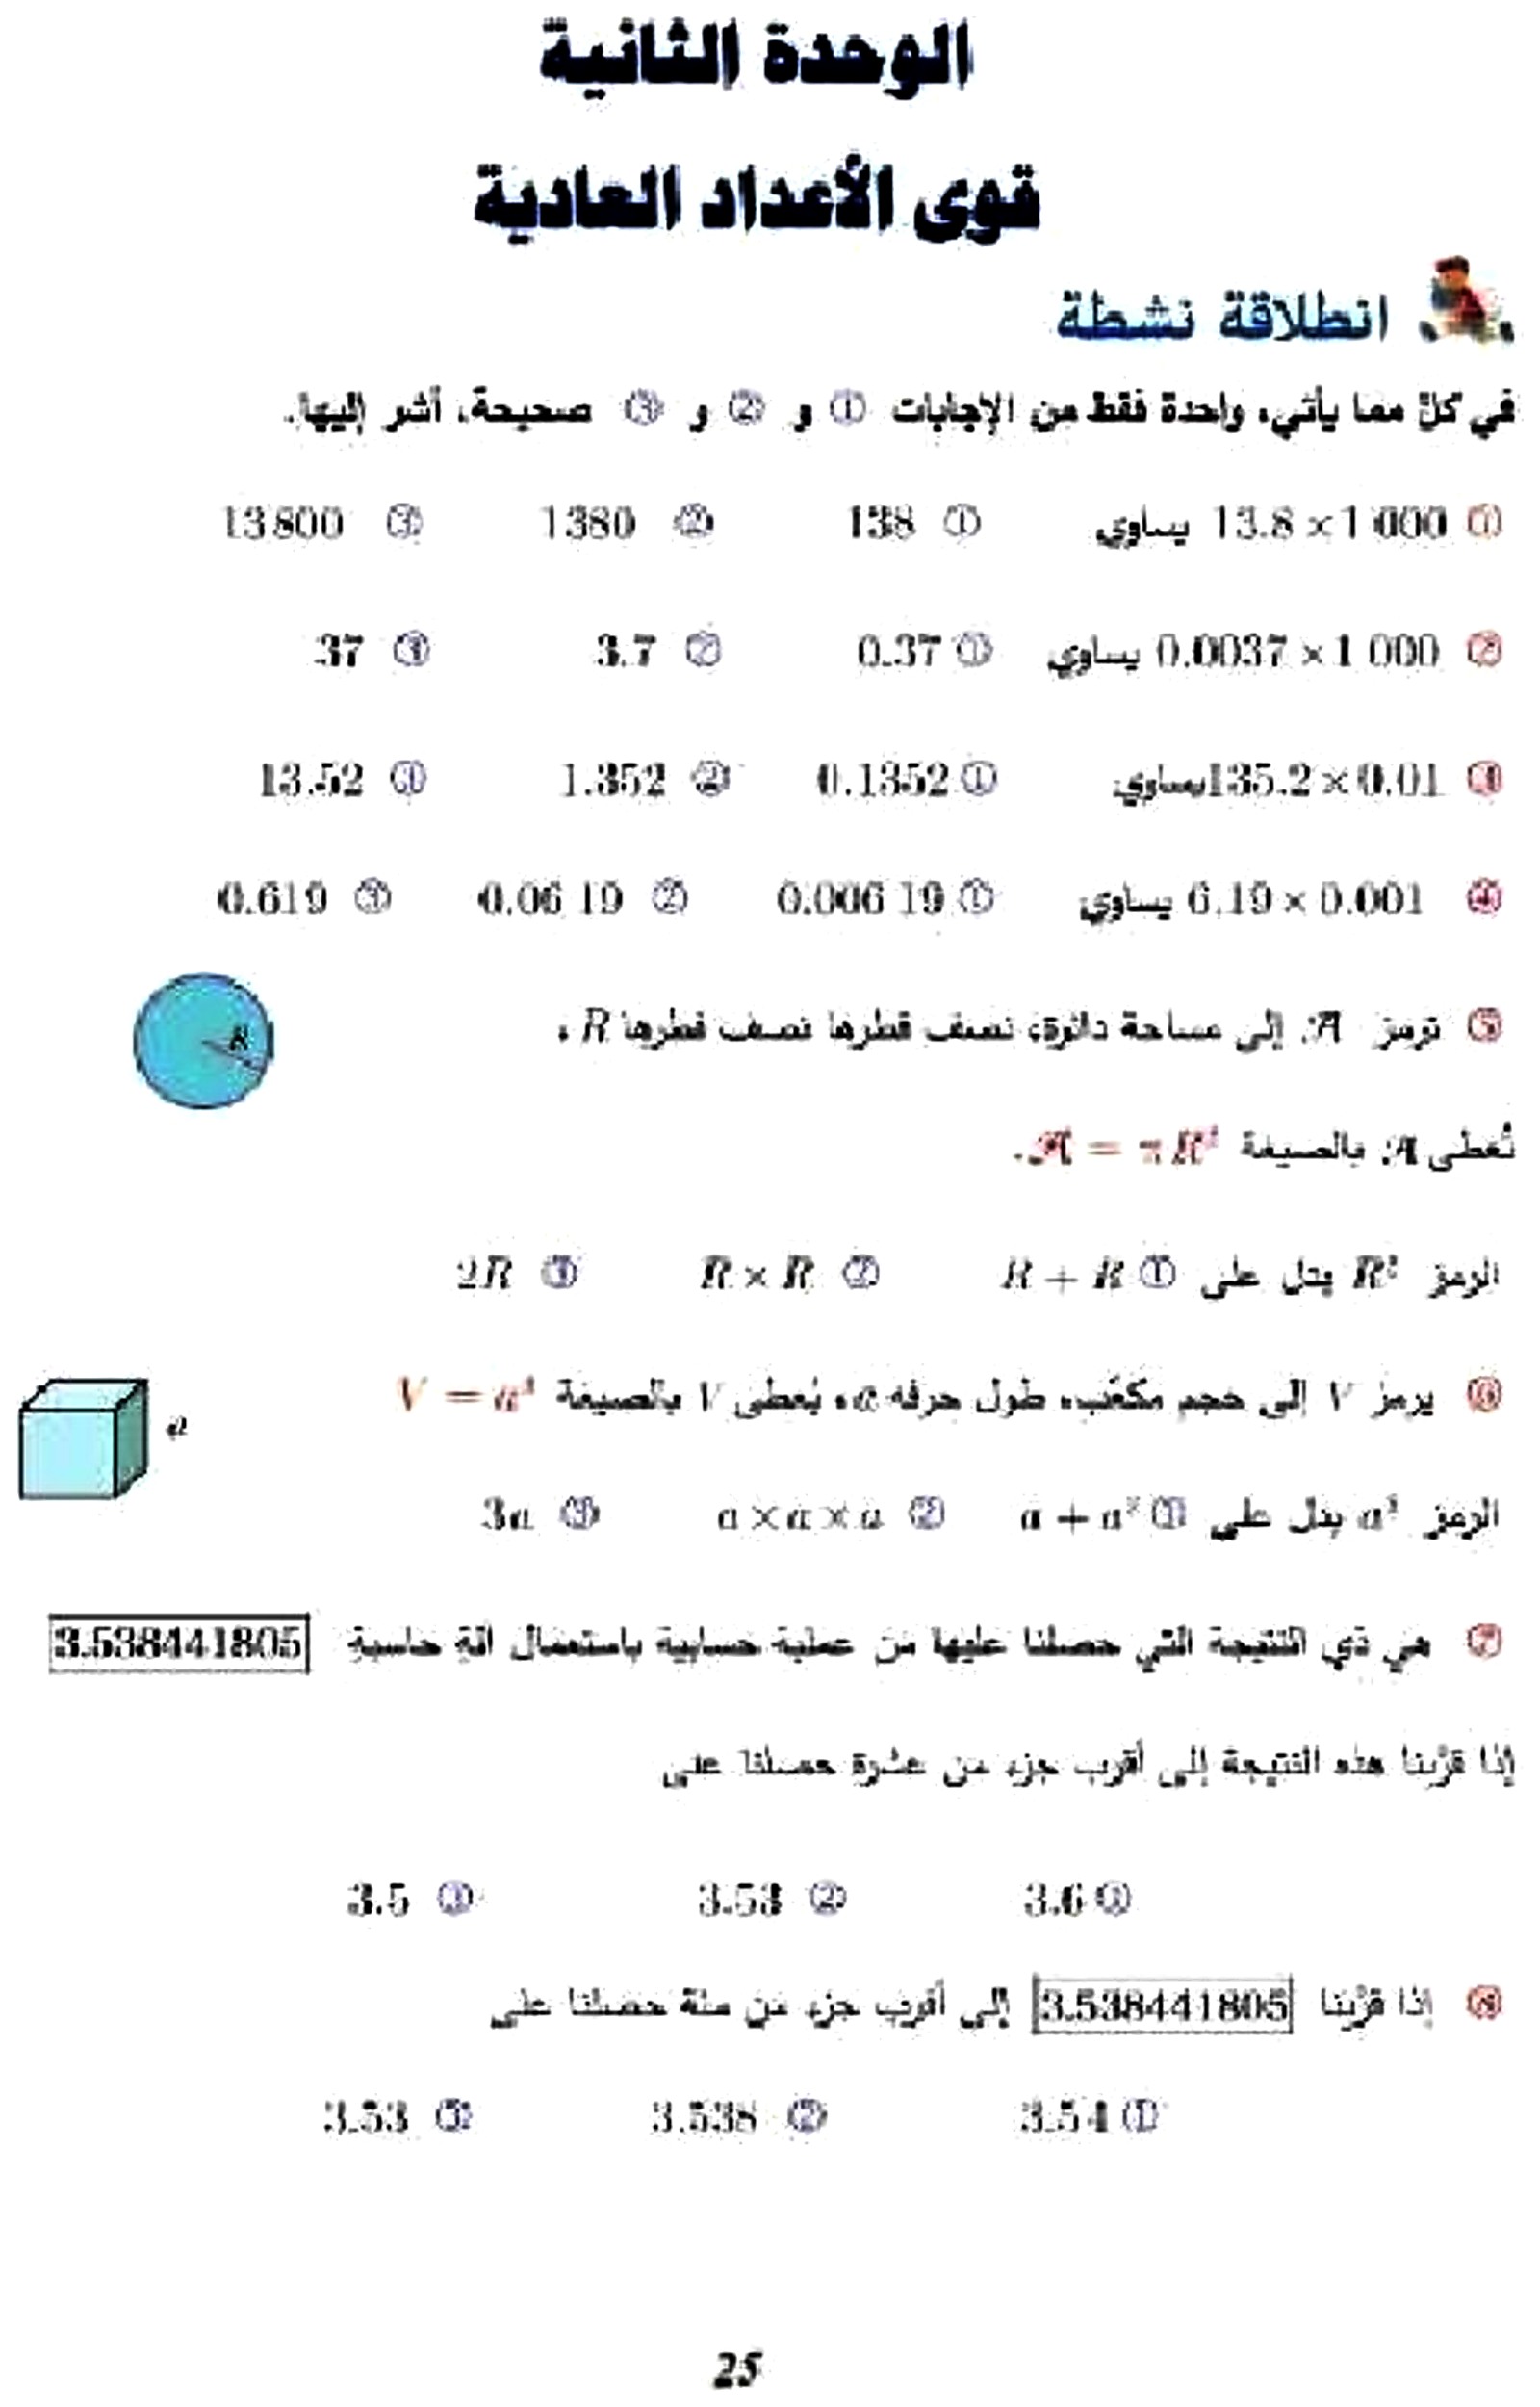 الوحدة الثانية
قوى الأعداد العادية
انطلاقة نشطة
في كلّ مما يأتي، واحدة فقط من الإجابات ① و ② و ③ صحيحة، أشر إليها.
① 13.8 × 1 000 يساوي ① 138 ② 1380 ③ 13800
② 0.0037 × 1 000 يساوي ① 0.37 ② 3.7 ③ 37
③ 135.2 × 0.01 يساوي ① 0.1352 ② 1.352 ③ 13.52
④ 6.19 × 0.001 يساوي ① 0.006 19 ② 0.06 19 ③ 0.619
⑤ نرمز 𝒜 إلى مساحة دائرة، نصف قطرها نصف قطرها R .
R
تُعطى 𝒜 بالصيغة 𝒜 = π R² .
الرمز R² يدل على ① R + R ② R × R ③ 2R
⑥ يرمز V إلى حجم مكعّب، طول حرفه a، يُعطى V بالصيغة V = a³
a
الرمز a³ يدل على ① a + a² ② a × a × a ③ 3a
⑦ هي ذي النتيجة التي حصلنا عليها من عملية حسابية باستعمال آلةٍ حاسبةٍ 3.538441805
إذا قرّبنا هذه النتيجة إلى أقرب جزء من عشرة حصلنا على
① 3.6 ② 3.53 ③ 3.5
⑧ إذا قرّبنا 3.538441805 إلى أقرب جزء من مئة حصلنا على
① 3.54 ② 3.538 ③ 3.53
25